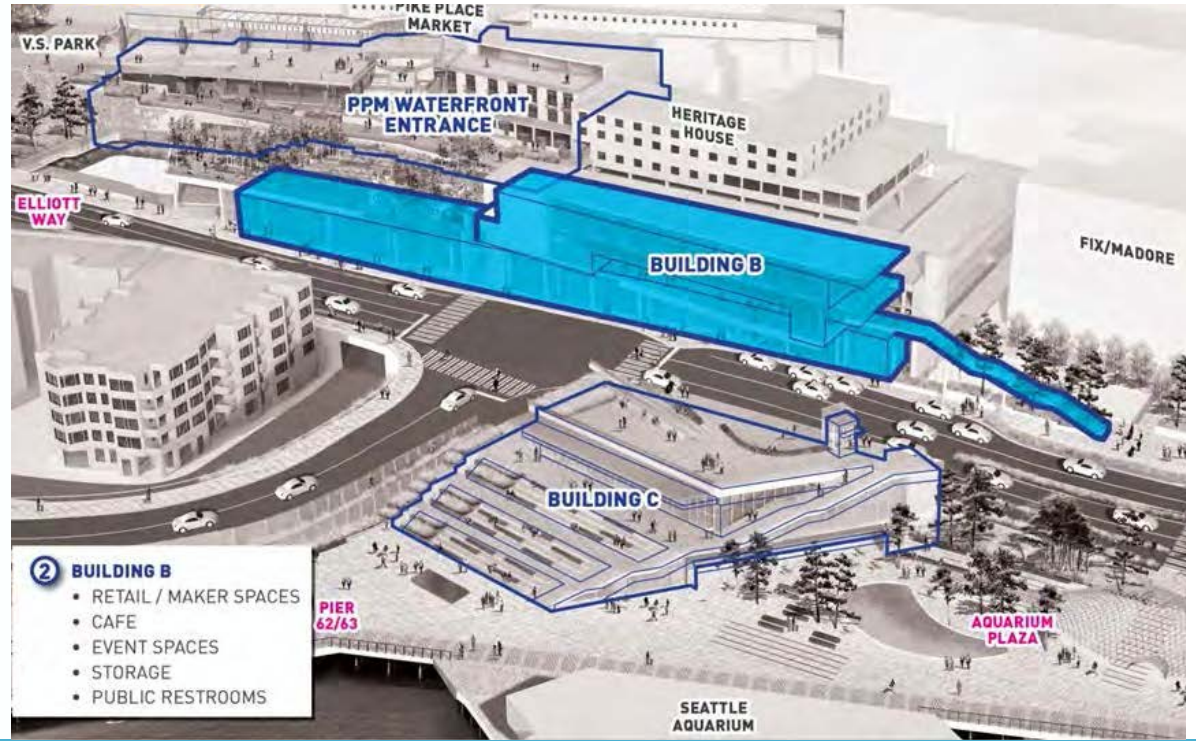 PIKE PLACE
MARKET
V.S. PARK
PPM WATERFRONT
ENTRANCE
HERITAGE
HOUSE
ELLIOTT
WAY
FIX/MADORE
BUILDING B
BUILDING C
2 BUILDING B
• RETAIL / MAKER SPACES
• CAFE
• EVENT SPACES
• STORAGE
• PUBLIC RESTROOMS
PIER
62/63
AQUARIUM
PLAZA
SEATTLE
AQUARIUM